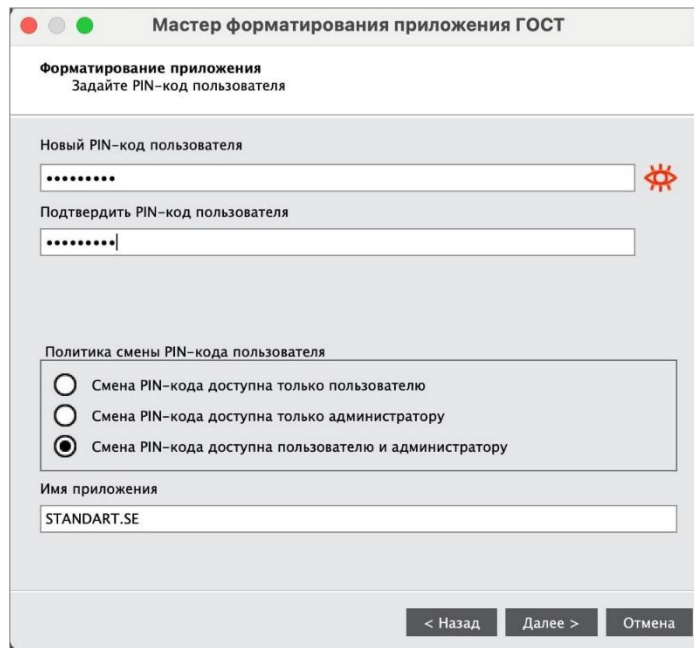 Мастер форматирования приложения ГОСТ
Форматирование приложения
Задайте PIN-код пользователя
Новый PIN-код пользователя
•••••••••
Подтвердить PIN-код пользователя
•••••••••
Политика смены PIN-кода пользователя
Смена PIN-кода доступна только пользователю
Смена PIN-кода доступна только администратору
Смена PIN-кода доступна пользователю и администратору
Имя приложения
STANDART.SE
< Назад Далее > Отмена